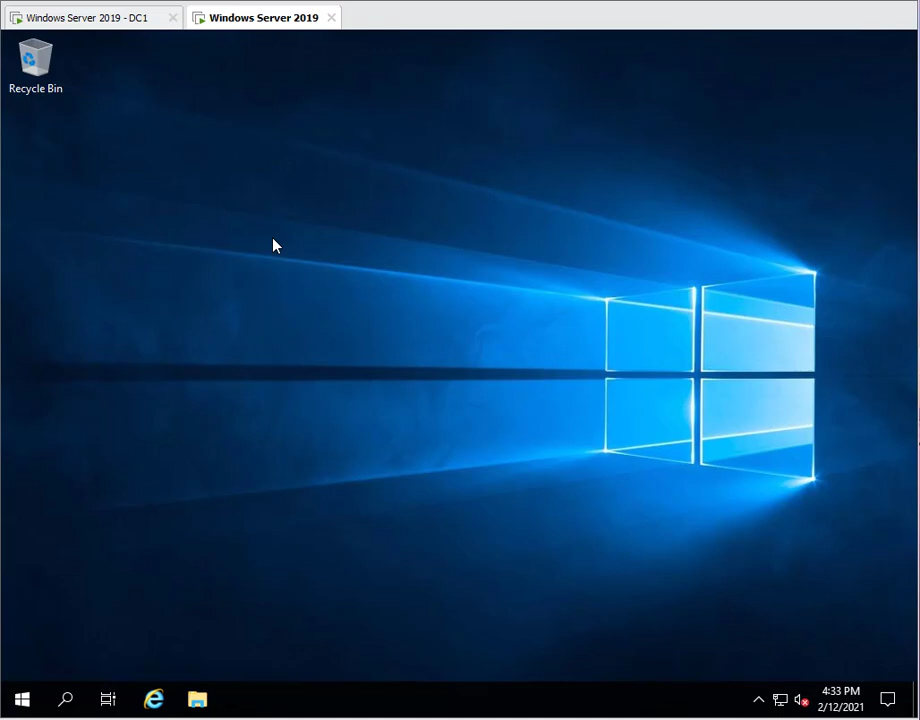 Windows Server 2019 - DC1
Windows Server 2019
Recycle Bin
4:33 PM
2/12/2021